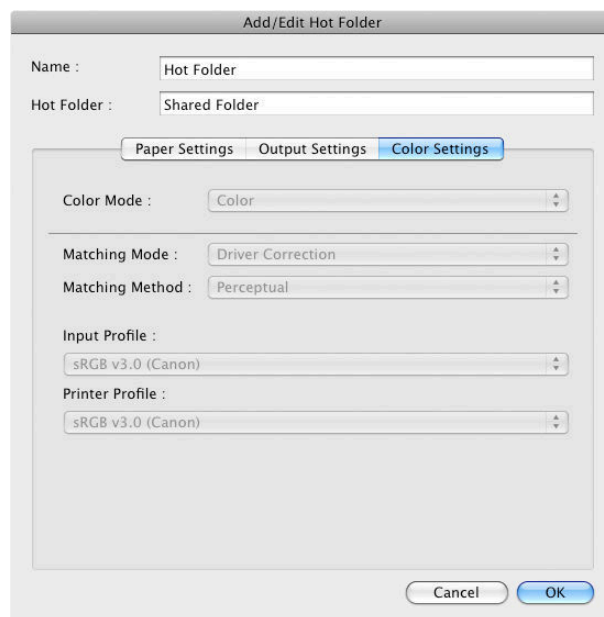 Add/Edit Hot Folder
Name : Hot Folder
Hot Folder : Shared Folder
Paper Settings Output Settings Color Settings
Color Mode : Color
Matching Mode : Driver Correction
Matching Method : Perceptual
Input Profile :
sRGB v3.0 (Canon)
Printer Profile :
sRGB v3.0 (Canon)
Cancel OK